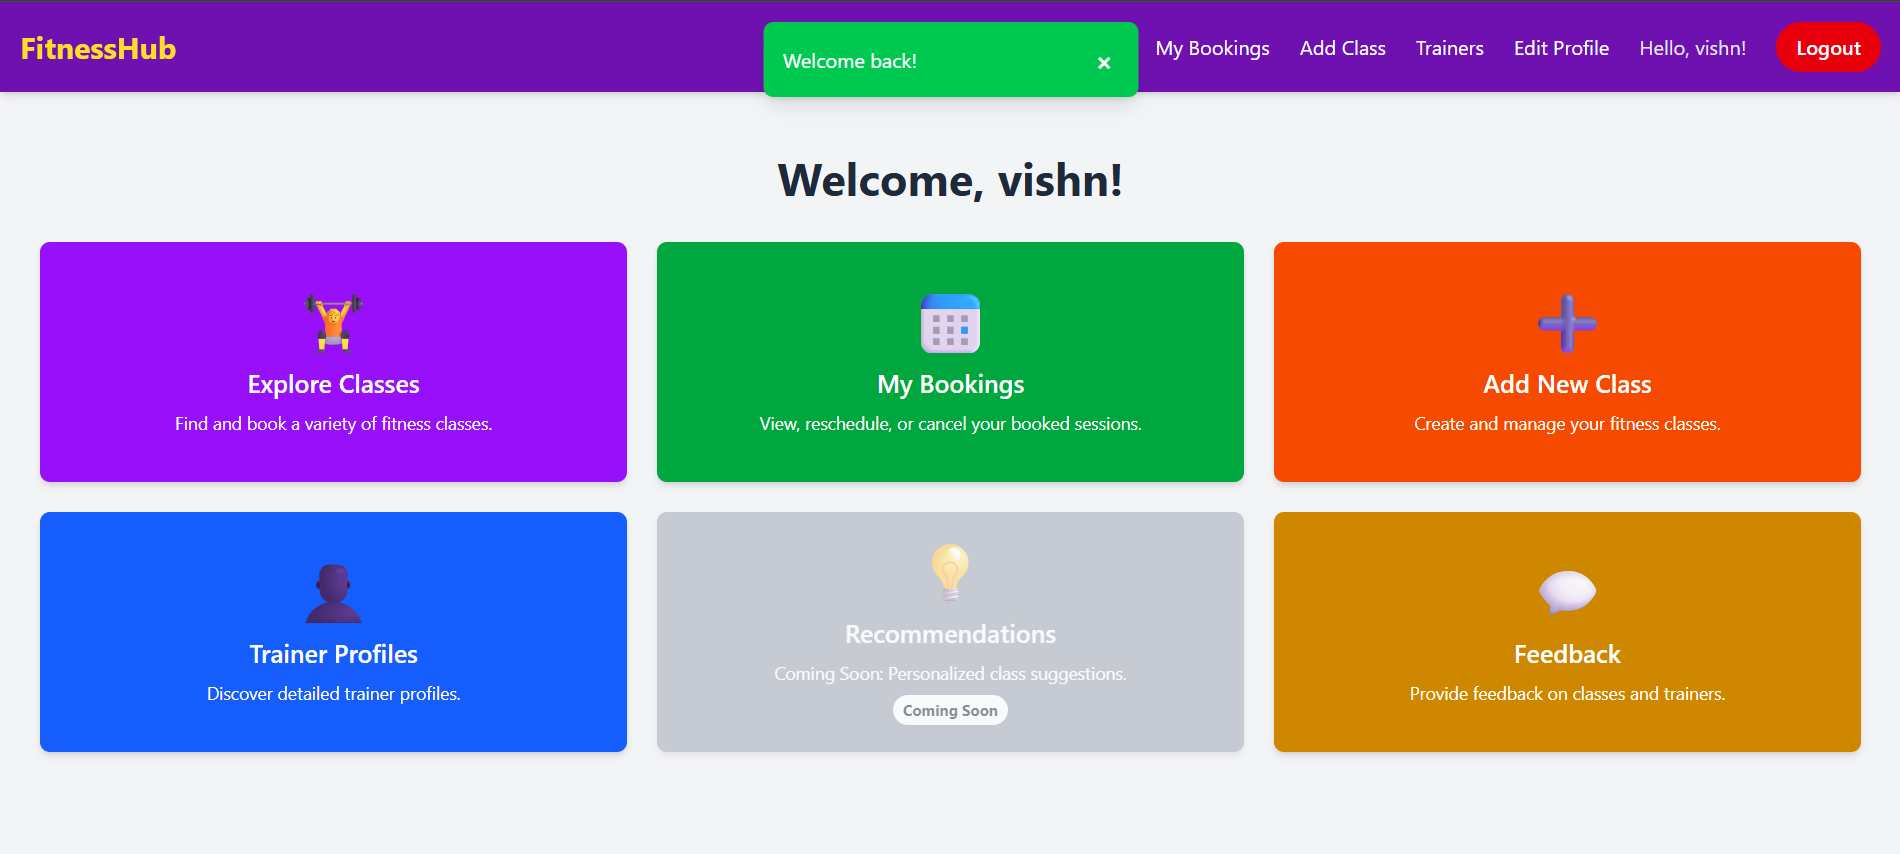 FitnessHub
Welcome back! ×
My Bookings Add Class Trainers Edit Profile Hello, vishn! Logout
Welcome, vishn!
Explore Classes
Find and book a variety of fitness classes.
My Bookings
View, reschedule, or cancel your booked sessions.
Add New Class
Create and manage your fitness classes.
Trainer Profiles
Discover detailed trainer profiles.
Recommendations
Coming Soon: Personalized class suggestions.
Coming Soon
Feedback
Provide feedback on classes and trainers.